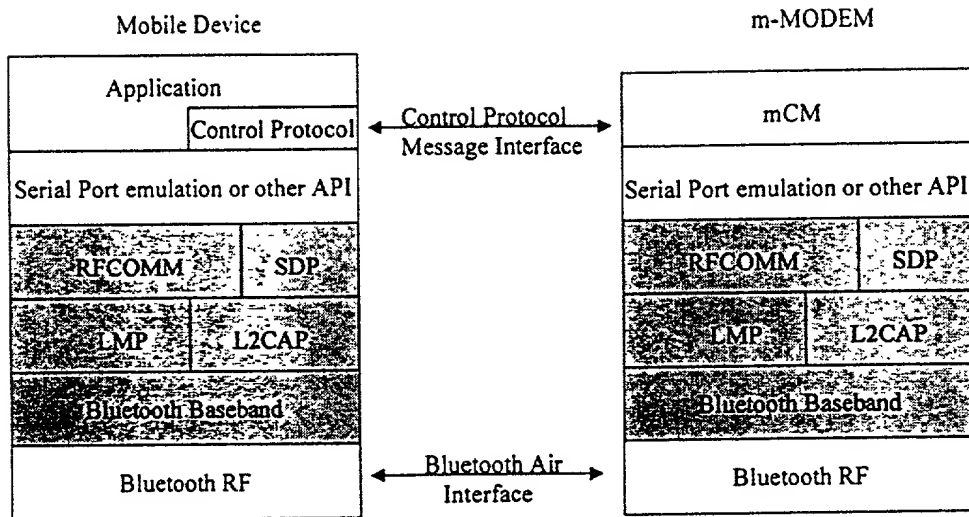 Mobile Device
m-MODEM
Application
Control Protocol
Control Protocol
Message Interface
mCM
Serial Port emulation or other API
Serial Port emulation or other API
RFCOMM
SDP
RFCOMM
SDP
LMP
L2CAP
LMP
L2CAP
Bluetooth Baseband
Bluetooth Baseband
Bluetooth RF
Bluetooth Air
Interface
Bluetooth RF